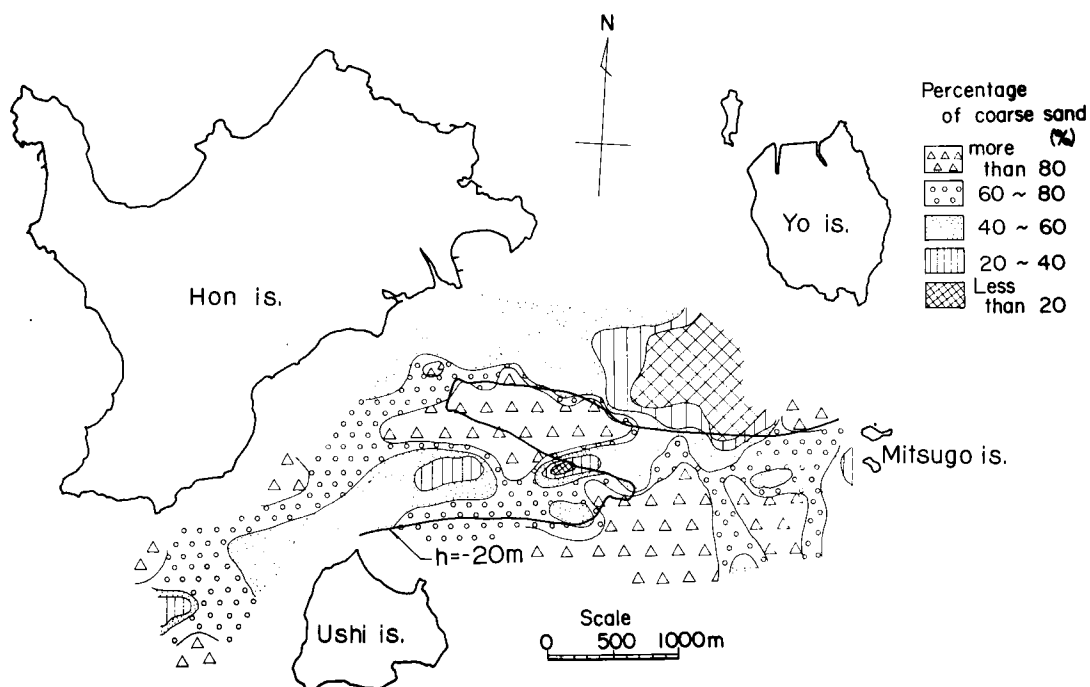 N
Percentage
of coarse sand
(%)
more
than 80
60 ~ 80
40 ~ 60
20 ~ 40
Less
than 20
Yo is.
Hon is.
Mitsugo is.
h=-20m
Ushi is.
Scale
0 500 1000m